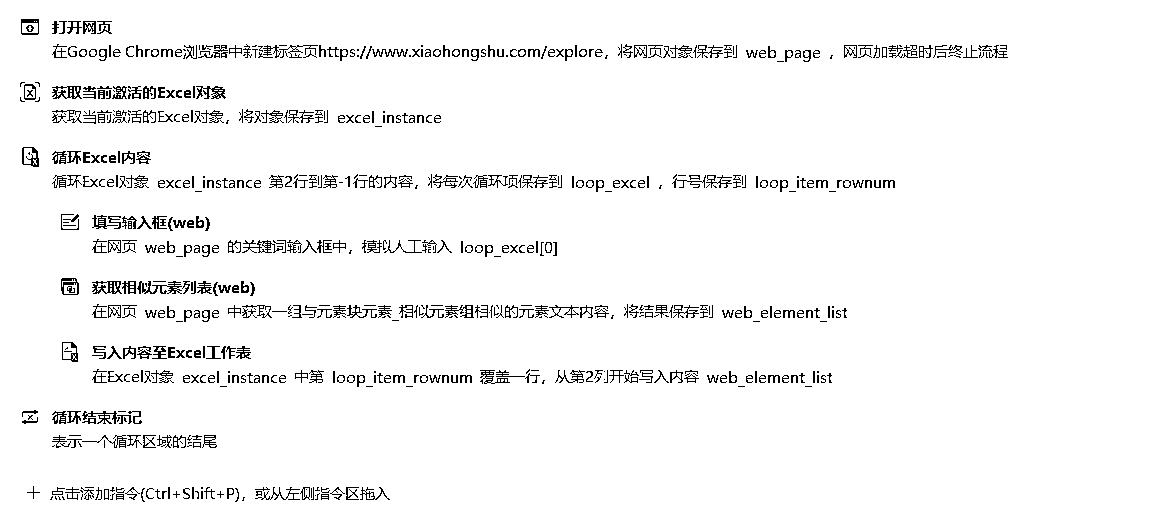 打开网页
在Google Chrome浏览器中新建标签页https://www.xiaohongshu.com/explore，将网页对象保存到 web_page ，网页加载超时后终止流程
获取当前激活的Excel对象
获取当前激活的Excel对象，将对象保存到 excel_instance
循环Excel内容
循环Excel对象 excel_instance 第2行到第-1行的内容，将每次循环项保存到 loop_excel ，行号保存到 loop_item_rownum
填写输入框(web)
在网页 web_page 的关键词输入框中，模拟人工输入 loop_excel[0]
获取相似元素列表(web)
在网页 web_page 中获取一组与元素块元素_相似元素组相似的元素文本内容，将结果保存到 web_element_list
写入内容至Excel工作表
在Excel对象 excel_instance 中第 loop_item_rownum 覆盖一行，从第2列开始写入内容 web_element_list
循环结束标记
表示一个循环区域的结尾
点击添加指令(Ctrl+Shift+P)，或从左侧指令区拖入